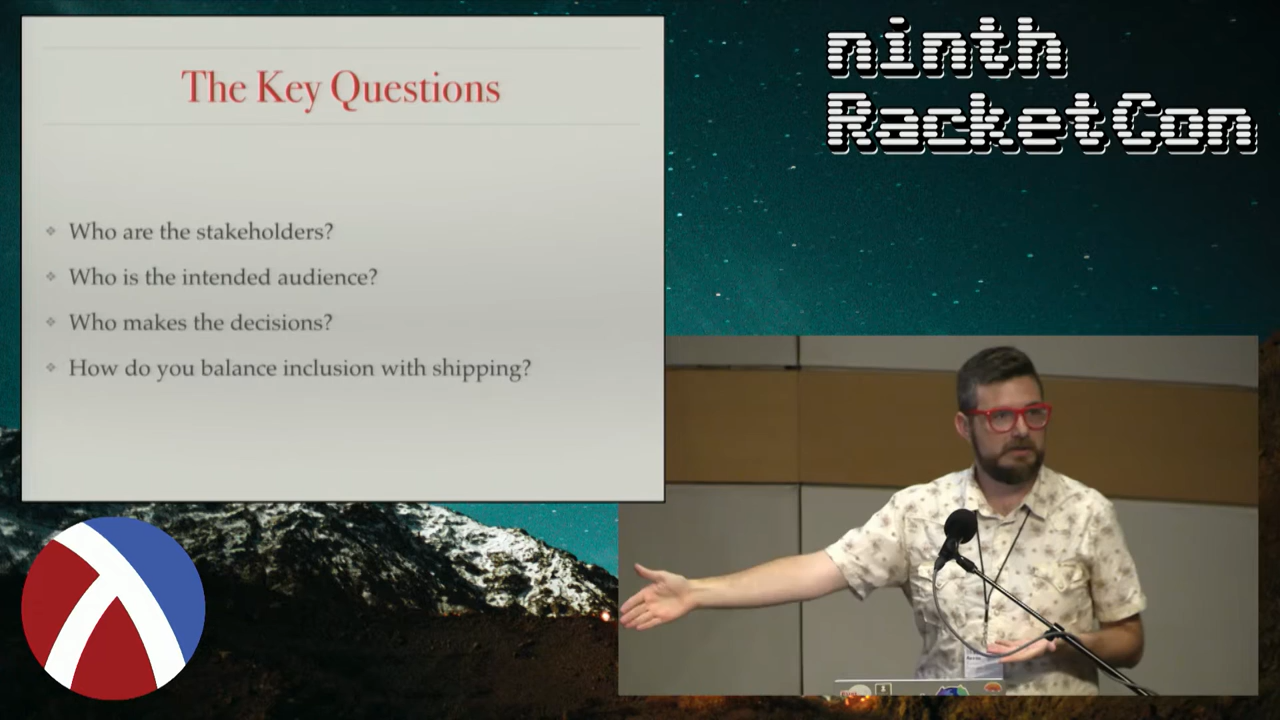 The Key Questions
Who are the stakeholders?
Who is the intended audience?
Who makes the decisions?
How do you balance inclusion with shipping?
ninth
RacketCon